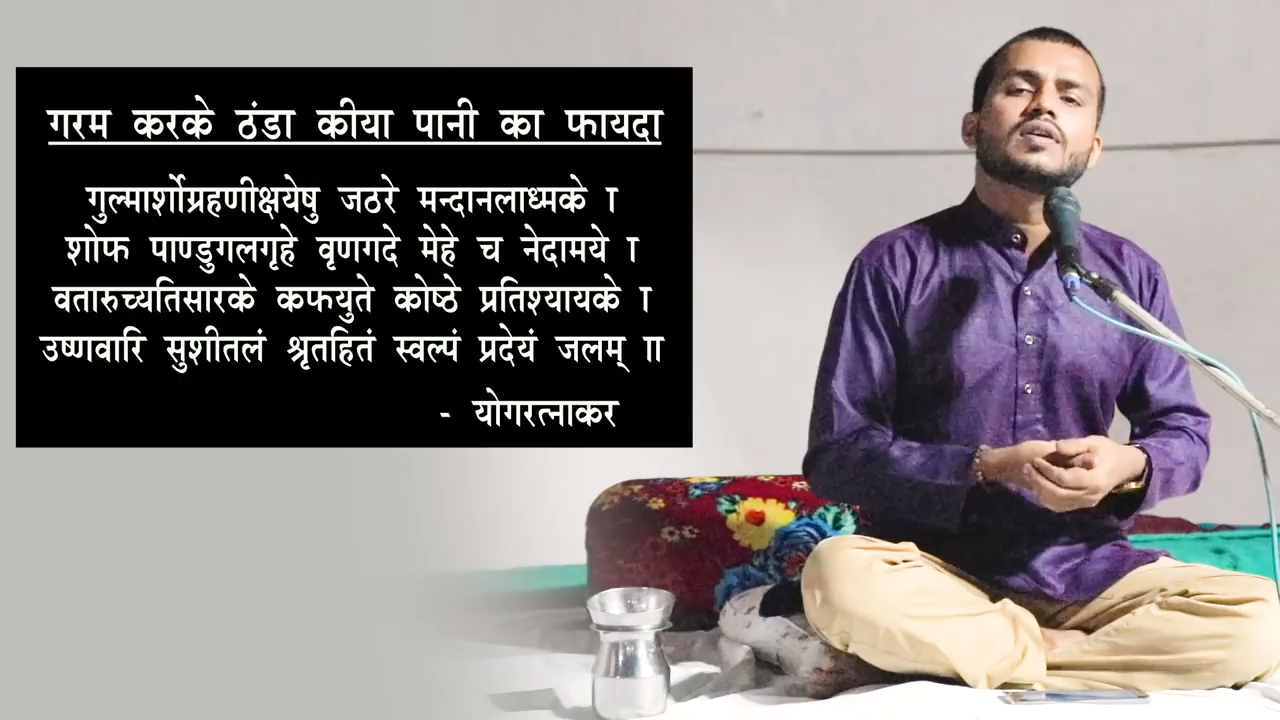 गरम करके ठंडा कीया पानी का फायदा
गुल्मार्शोग्रहणीक्षयेषु जठरे मन्दानलाध्मके ।
शोफ पाण्डुगलगृहे वृणगदे मेहे च नेदामये ।
वतारुच्यतिसारके कफयुते कोष्ठे प्रतिश्यायके ।
उष्णवारि सुशीतलं श्रृतहितं स्वल्पं प्रदेयं जलम् ॥
- योगरत्नाकर